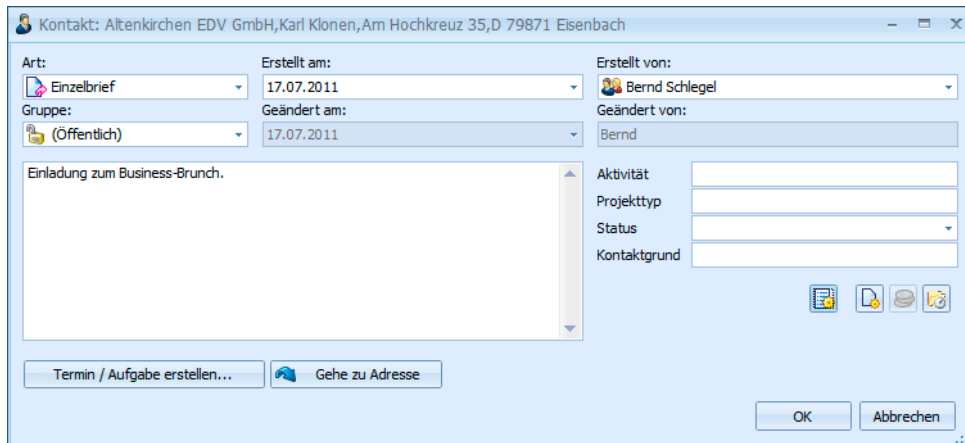 Kontakt: Altenkirchen EDV GmbH,Karl Klonen,Am Hochkreuz 35,D 79871 Eisenbach
Art: Erstellt am: Erstellt von:
Einzelbrief 17.07.2011 Bernd Schlegel
Gruppe: Geändert am: Geändert von:
(Öffentlich) 17.07.2011 Bernd
Einladung zum Business-Brunch.
Aktivität
Projekttyp
Status
Kontaktgrund
Termin / Aufgabe erstellen... Gehe zu Adresse
OK Abbrechen